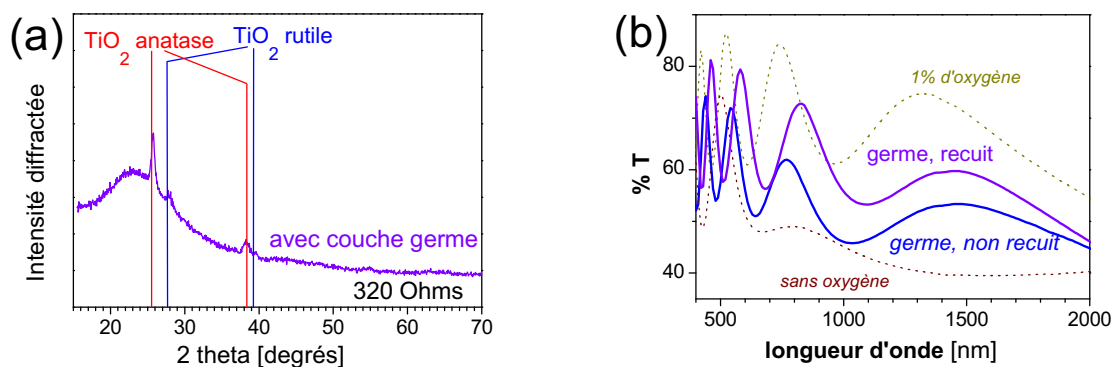 (a)
TiO2 anatase TiO2 rutile
Intensité diffractée
avec couche germe
320 Ohms
20 30 40 50 60 70
2 theta [degrés]
(b)
80
60
40
% T
1% d'oxygène
germe, recuit
germe, non recuit
sans oxygène
500 1000 1500 2000
longueur d'onde [nm]